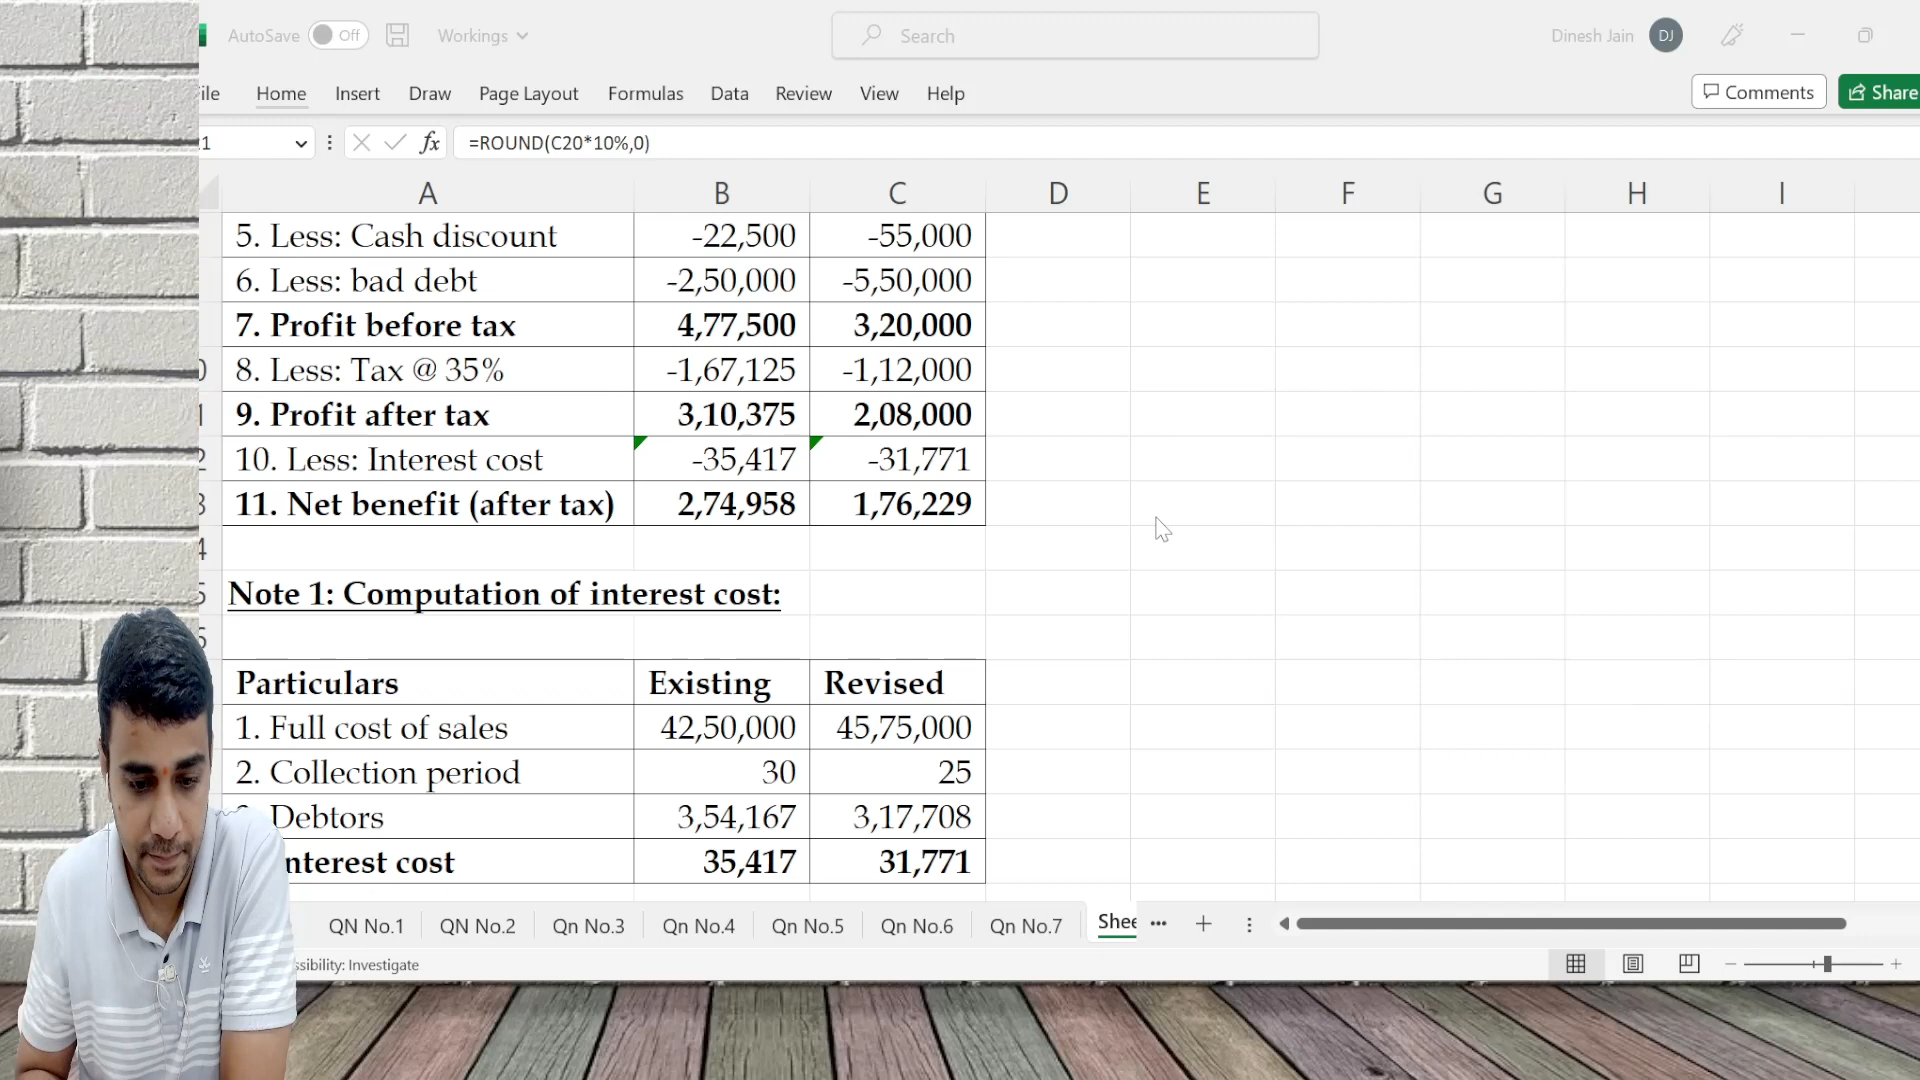 AutoSave Off Workings Search Dinesh Jain DJ
ile Home Insert Draw Page Layout Formulas Data Review View Help Comments Share
1 fx =ROUND(C20*10%,0)
A B C D E F G H I
5. Less: Cash discount -22,500 -55,000
6. Less: bad debt -2,50,000 -5,50,000
7. Profit before tax 4,77,500 3,20,000
8. Less: Tax @ 35% -1,67,125 -1,12,000
9. Profit after tax 3,10,375 2,08,000
10. Less: Interest cost -35,417 -31,771
11. Net benefit (after tax) 2,74,958 1,76,229
Note 1: Computation of interest cost:
Particulars Existing Revised
1. Full cost of sales 42,50,000 45,75,000
2. Collection period 30 25
Debtors 3,54,167 3,17,708
nterest cost 35,417 31,771
QN No.1 QN No.2 Qn No.3 Qn No.4 Qn No.5 Qn No.6 Qn No.7 Shee
ssibility: Investigate